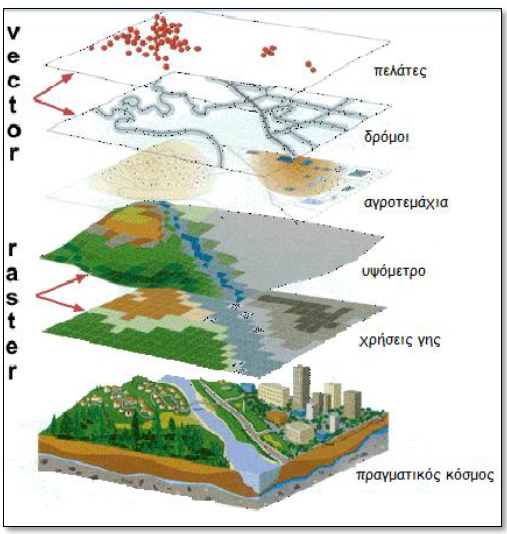 vector
πελάτες
δρόμοι
αγροτεμάχια
raster
υψόμετρο
χρήσεις γης
πραγματικός κόσμος